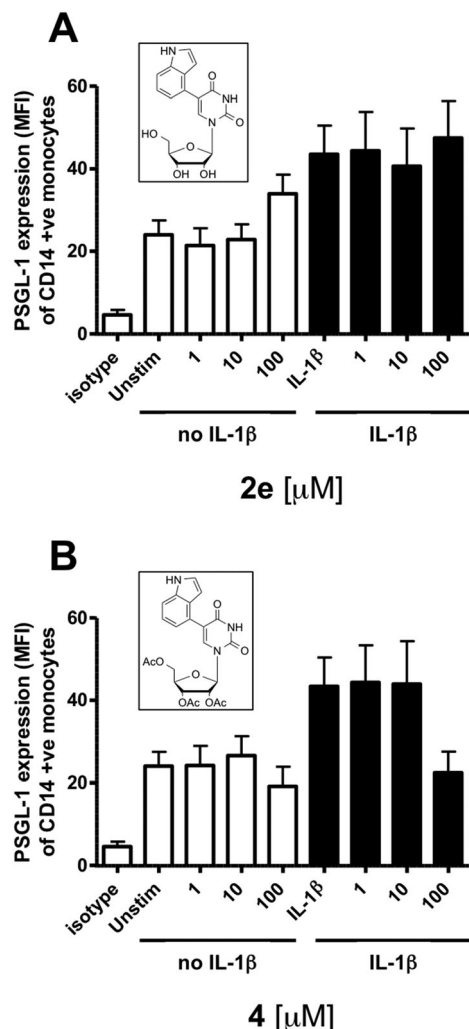 A
HN
O
NH
N
O
HO
O
OH OH
PSGL-1 expression (MFI)
of CD14 +ve monocytes
60
40
20
0
isotype
Unstim
1
10
100
IL-1β
1
10
100
no IL-1β
IL-1β
2e [μM]
B
HN
O
NH
N
O
AcO
O
OAc OAc
PSGL-1 expression (MFI)
of CD14 +ve monocytes
60
40
20
0
isotype
Unstim
1
10
100
IL-1β
1
10
100
no IL-1β
IL-1β
4 [μM]